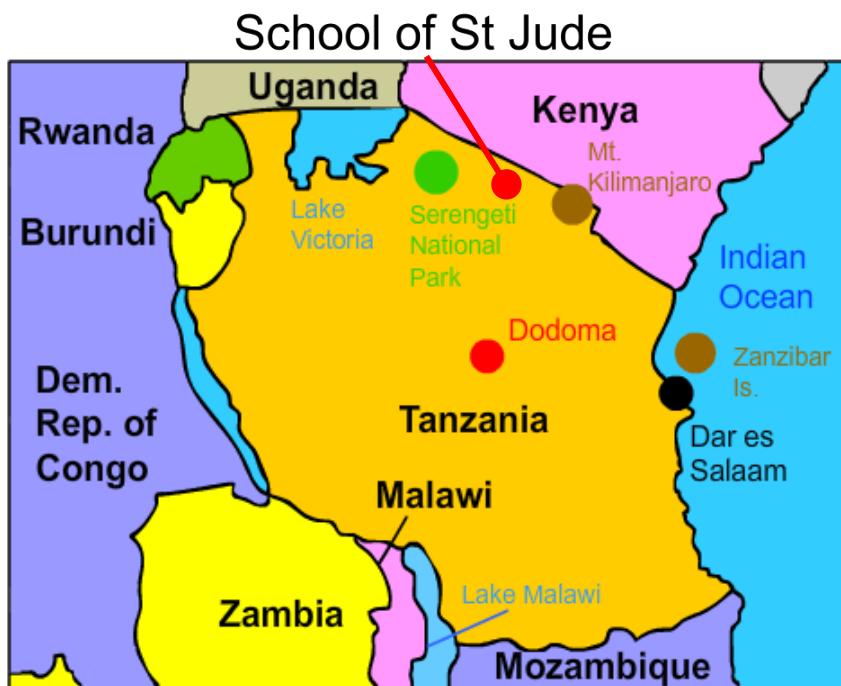 School of St Jude
Uganda
Rwanda
Kenya
Mt.
Kilimanjaro
Lake
Victoria
Serengeti
National
Park
Burundi
Indian
Ocean
Dodoma
Zanzibar
Is.
Dem.
Rep. of
Congo
Tanzania
Dar es
Salaam
Malawi
Zambia
Lake Malawi
Mozambique